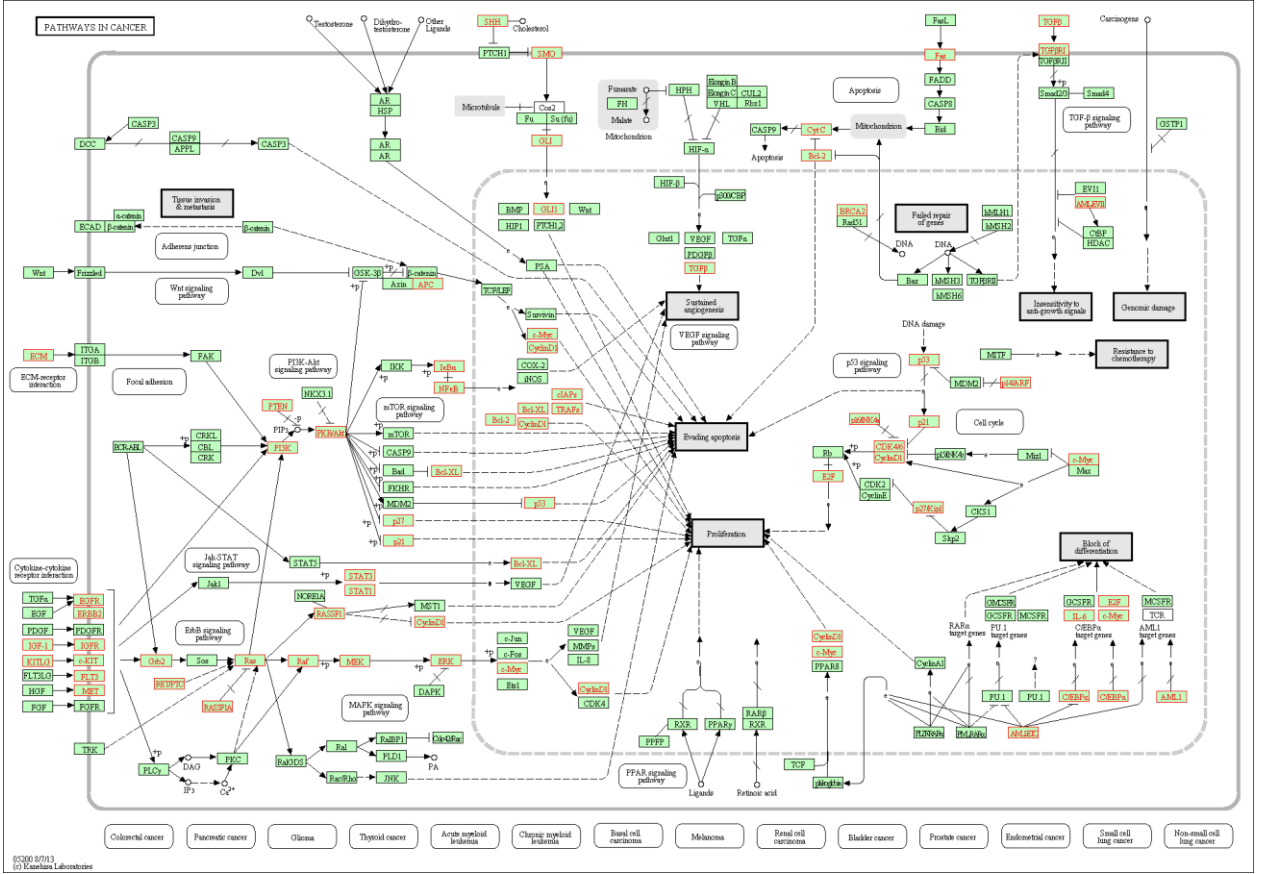 PATHWAYS IN CANCER
Testosterone
Dihydro-
testosterone
Other
Ligands
SHH
Cholesterol
PTCH1
SMO
FasL
TGFβ
Carcinogens
Microtubule
Cos2
Fu
Su(fu)
GLI
Fumarate
FH
Malate
Mitochondrion
HPH
Elongin B
Elongin C
CUL2
VHL
Rbx1
Apoptosis
Fas
FADD
CASP8
Bid
TGFβRI
TGFβRII
+p
Smad2/3
Smad4
TGF-β signaling
pathway
GSTP1
AR
HSP
AR
AR
DCC
CASP3
CASP9
APPL
CASP3
HIF-α
CASP9
CytC
Mitochondrion
Apoptosis
Bcl-2
Tissue invasion
& metastasis
HIF-β
p300/CBP
BMP
GLI1
Wnt
HIP1
PTCH1,2
Glut1
VEGF
TGFα
PDGFβ
TGFβ
BRCA2
Rad51
DNA
Failed repair
of genes
DNA
hMLH1
hMSH2
Bax
hMSH3
TGFβRII
hMSH6
EVI1
AML1-EVI1
CtBP
HDAC
ECAD
α-catenin
β-catenin
β-catenin
Adherens junction
Wnt
Frizzled
Dvl
GSK-3β
+p
+p
β-catenin
Axin
APC
TCF/LEF
PSA
Wnt signaling
pathway
Sustained
angiogenesis
VEGF signaling
pathway
Insensitivity to
anti-growth signals
Genomic damage
Survivin
c-Myc
CyclinD1
DNA damage
p53
MDM2
p14/ARF
MITF
Resistance to
chemotherapy
p53 signaling
pathway
ECM
ITGA
ITGB
FAK
ECM-receptor
interaction
Focal adhesion
PI3K-Akt
signaling pathway
IKK
IκBα
NFκB
+p
+p
COX-2
iNOS
PTEN
NKX3.1
PIP3
-p
PKB/Akt
mTOR signaling
pathway
cIAPs
Bcl-XL
TRAFs
Bcl-2
CyclinD1
p21
p16/INK4a
Cell cycle
Evading apoptosis
BCR-ABL
CRKL
CBL
CRK
+p
PI3K
mTOR
CASP9
Bad
Bcl-XL
FKHR
MDM2
p53
p27
p21
+p
Rb
CDK4/6
CyclinD1
p15/INK4b
Miz1
c-Myc
Max
+p
E2F
CDK2
CyclinE
p27/Kip1
CKS1
Skp2
Proliferation
Block of
differentiation
Jak-STAT
signaling pathway
STAT5
Bcl-XL
Cytokine-cytokine
receptor interaction
Jak1
+p
STAT3
STAT1
VEGF
TGFα
EGFR
EGF
ERBB2
PDGF
PDGFR
IGF-1
IGFR
KITLG
c-KIT
FLT3LG
FLT3
HGF
MET
FGF
FGFR
TRK
NORE1A
RASSF1
MST1
CyclinD1
ErbB signaling
pathway
Grb2
Sos
Ras
Raf
+p
MEK
+p
ERK
+p
DAPK
RASSF1A
c-Jun
c-Fos
c-Myc
Ets1
VEGF
MMPs
IL-8
CyclinD1
CDK4
MAPK signaling
pathway
CyclinD1
c-Myc
PPARδ
CyclinA1
RARα
target genes
GMCSFR
GCSFR
MCSFR
PU.1
target genes
PU.1
PU.1
GCSFR
E2F
IL-6
c-Myc
C/EBPα
target genes
C/EBPα
C/EBPα
MCSFR
TCR
AML1
target genes
AML1
PLCγ
DAG
IP3
Ca2+
PKC
RalGDS
Ral
RalBP1
Cdc42/Rac
PLD1
PA
Rac/Rho
JNK
PPFP
RXR
PPARγ
RARβ
RXR
PPAR signaling
pathway
Ligands
Retinoic acid
TCF
PLZF-RARα
PML-RARα
Colorectal cancer
Pancreatic cancer
Glioma
Thyroid cancer
Acute myeloid
leukemia
Chronic myeloid
leukemia
Basal cell
carcinoma
Melanoma
Renal cell
carcinoma
Bladder cancer
Prostate cancer
Endometrial cancer
Small cell
lung cancer
Non-small cell
lung cancer
05200 8/7/13
(c) Kanehisa Laboratories